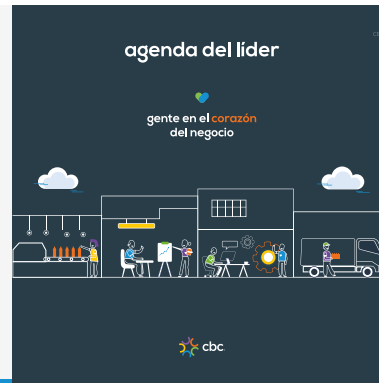 agenda del líder
gente en el corazón
del negocio
cbc